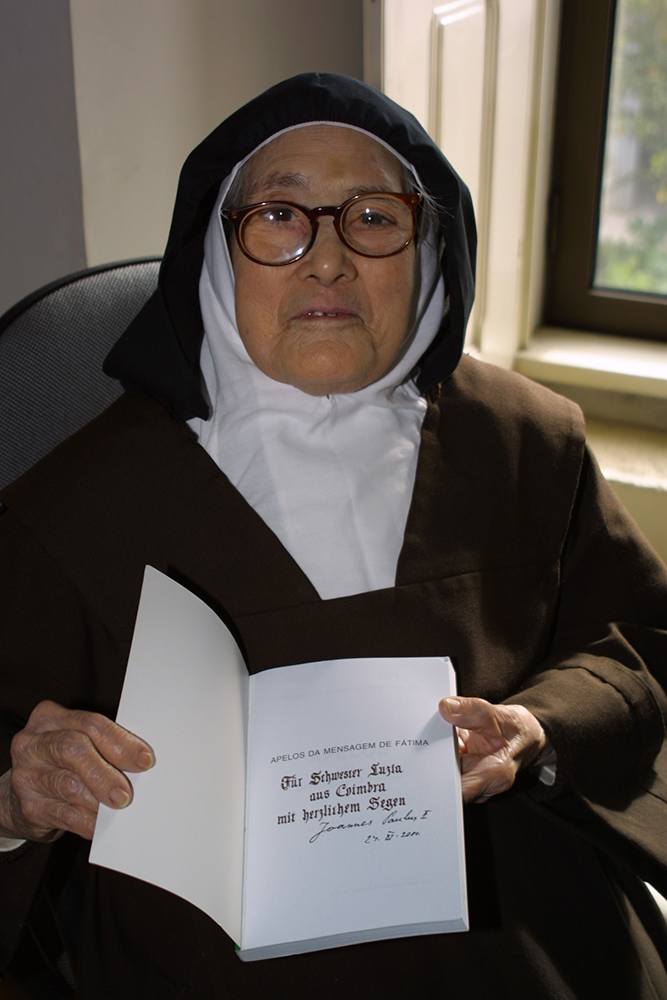 APELOS DA MENSAGEM DE FÁTIMA
Für Schwester Luzia
aus Coimbra
mit herzlichem Segen
Joannes Paulus II